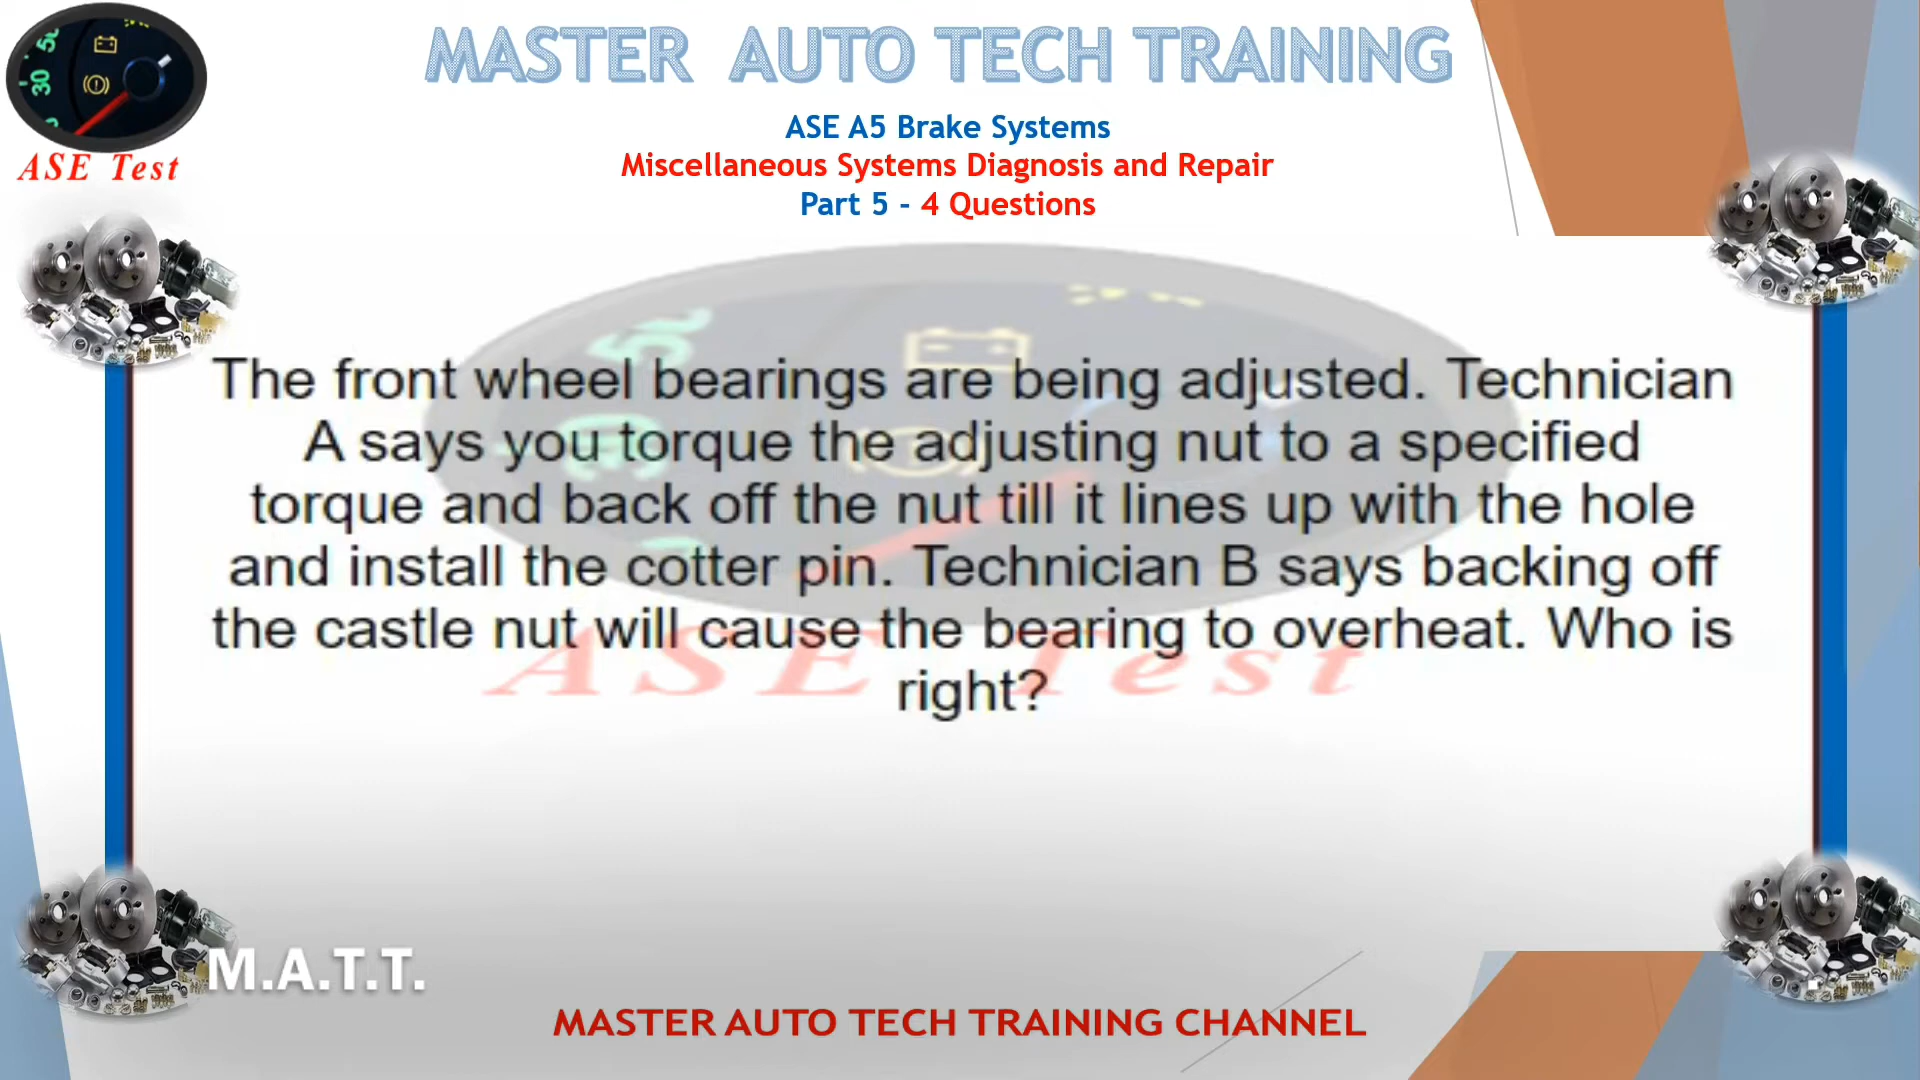 MASTER AUTO TECH TRAINING
ASE A5 Brake Systems
Miscellaneous Systems Diagnosis and Repair
Part 5 - 4 Questions
50
30
ASE Test
The front wheel bearings are being adjusted. Technician
A says you torque the adjusting nut to a specified
torque and back off the nut till it lines up with the hole
and install the cotter pin. Technician B says backing off
the castle nut will cause the bearing to overheat. Who is
right?
ASE Test
M.A.T.T.
MASTER AUTO TECH TRAINING CHANNEL